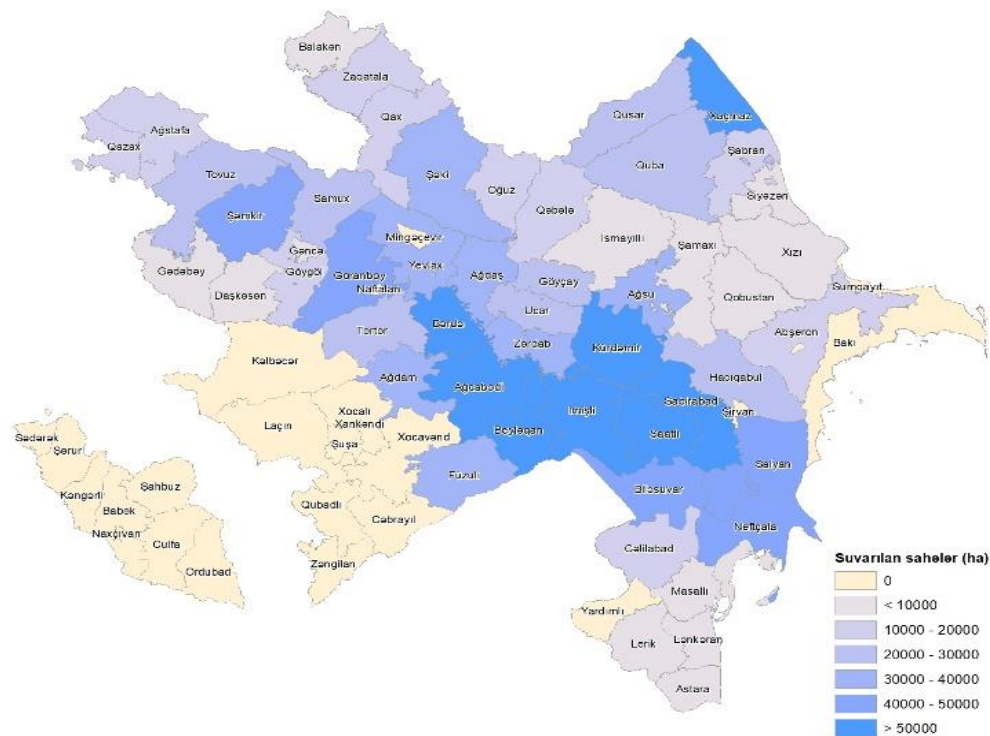 Balakən
Zaqatala
Qax
Ağstafa
Qazax
Tovuz
Şəmkir
Samux
Şəki
Oğuz
Qəbələ
Qusar
Xaçmaz
Quba
Şabran
Siyəzən
Xızı
Gədəbəy
Daşkəsən
Gəncə
Göygöl
Goranboy
Naftalan
Mingəçevir
Yevlax
Ağdaş
Göyçay
Ucar
Zərdab
İsmayıllı
Şamaxı
Ağsu
Qobustan
Sumqayıt
Abşeron
Bakı
Kəlbəcər
Tərtər
Bərdə
Ağdam
Ağcabədi
Kürdəmir
Hacıqabul
Laçın
Xocalı
Xankəndi
Şuşa
Xocavənd
Beyləqan
İmişli
Sabirabad
Şirvan
Saatlı
Salyan
Füzuli
Biləsuvar
Neftçala
Qubadlı
Cəbrayıl
Zəngilan
Sədərək
Şərur
Kəngərli
Şahbuz
Babək
Naxçıvan
Culfa
Ordubad
Cəlilabad
Masallı
Yardımlı
Lerik
Lənkəran
Astara
Suvarılan sahələr (ha)
0
< 10000
10000 - 20000
20000 - 30000
30000 - 40000
40000 - 50000
> 50000